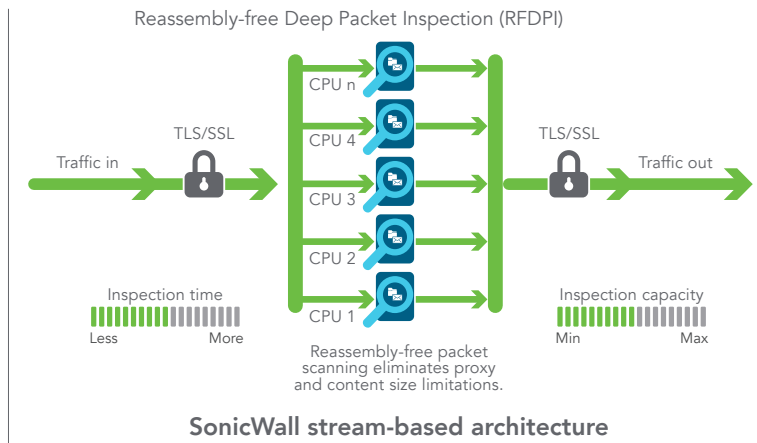 Reassembly-free Deep Packet Inspection (RFDPI)
CPU n
TLS/SSL
CPU 4
TLS/SSL
Traffic in
Traffic out
CPU 3
CPU 2
Inspection time
Less More
CPU 1
Inspection capacity
Min Max
Reassembly-free packet
scanning eliminates proxy
and content size limitations.
SonicWall stream-based architecture